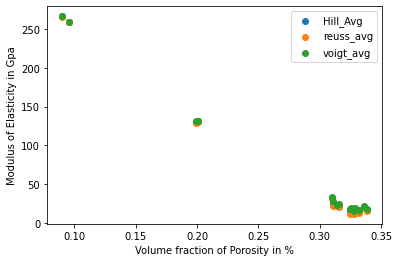 Hill_Avg
reuss_avg
voigt_avg
Modulus of Elasticity in Gpa
250
200
150
100
50
0
0.10
0.15
0.20
0.25
0.30
0.35
Volume fraction of Porosity in %